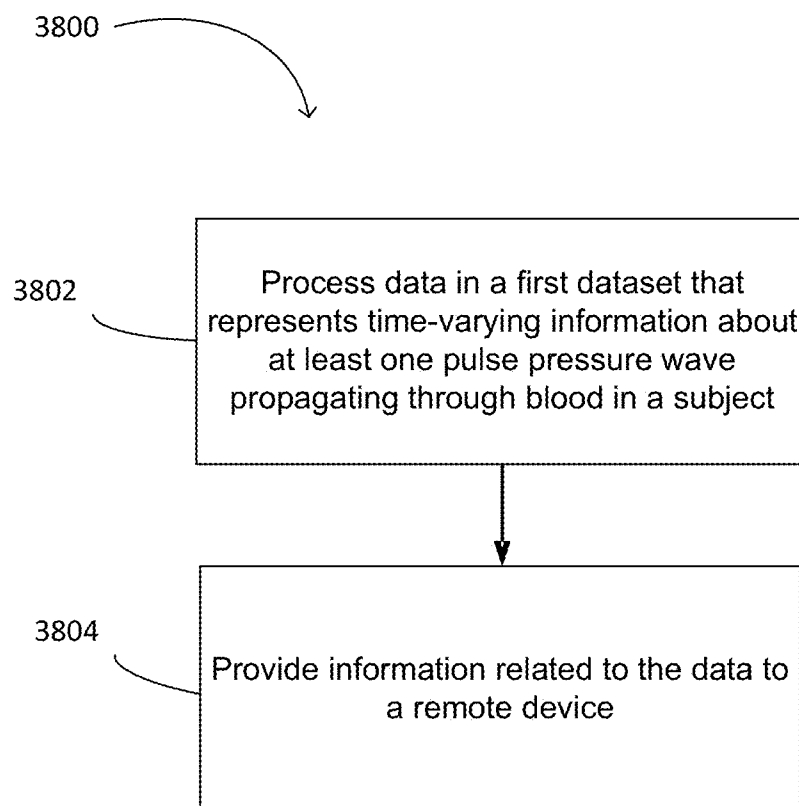 3800
3802
Process data in a first dataset that
represents time-varying information about
at least one pulse pressure wave
propagating through blood in a subject
3804
Provide information related to the data to
a remote device